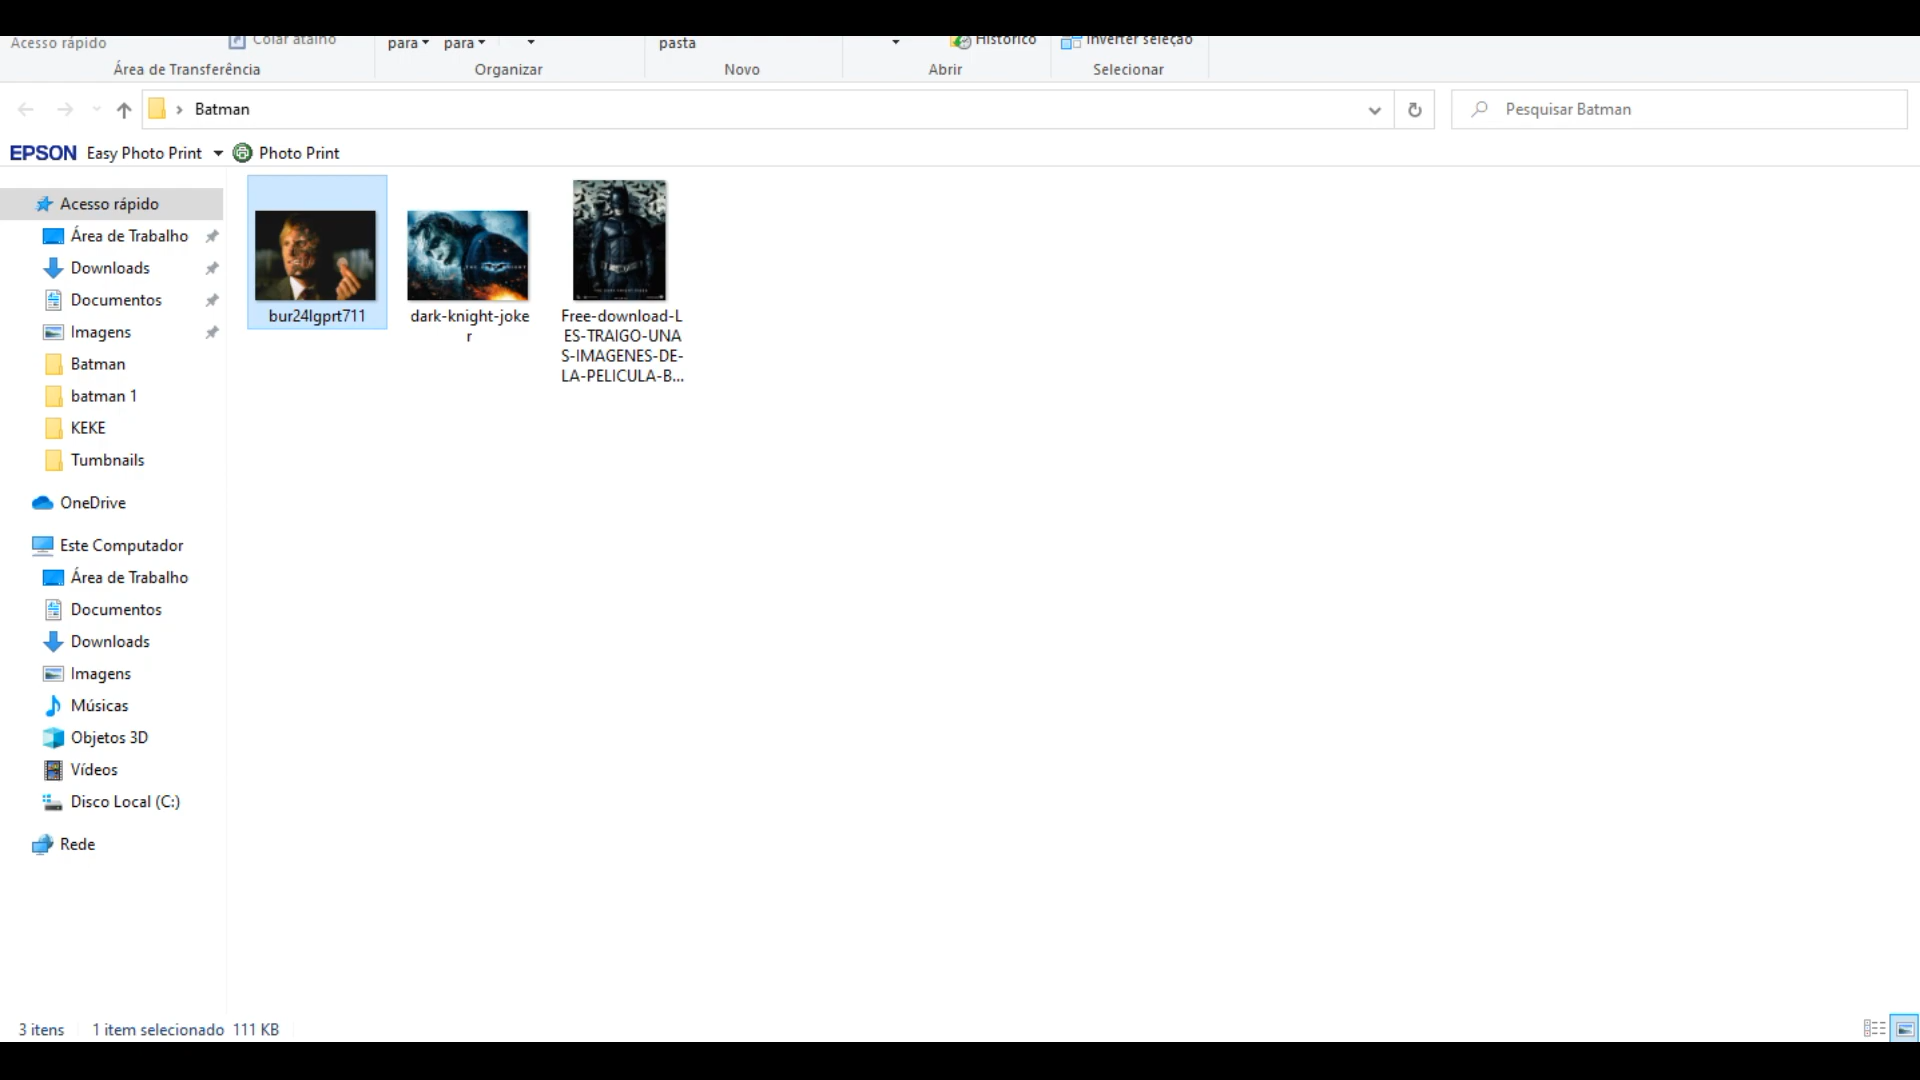 Acesso rápido
Colar atalho
para
para
pasta
Histórico
Inverter seleção
Área de Transferência
Organizar
Novo
Abrir
Selecionar
Batman
Pesquisar Batman
EPSON Easy Photo Print
Photo Print
Acesso rápido
Área de Trabalho
Downloads
Documentos
Imagens
Batman
batman 1
KEKE
Tumbnails
OneDrive
Este Computador
Área de Trabalho
Documentos
Downloads
Imagens
Músicas
Objetos 3D
Vídeos
Disco Local (C:)
Rede
bur24lgprt711
dark-knight-joke
r
Free-download-L
ES-TRAIGO-UNA
S-IMAGENES-DE-
LA-PELICULA-B...
3 itens
1 item selecionado 111 KB